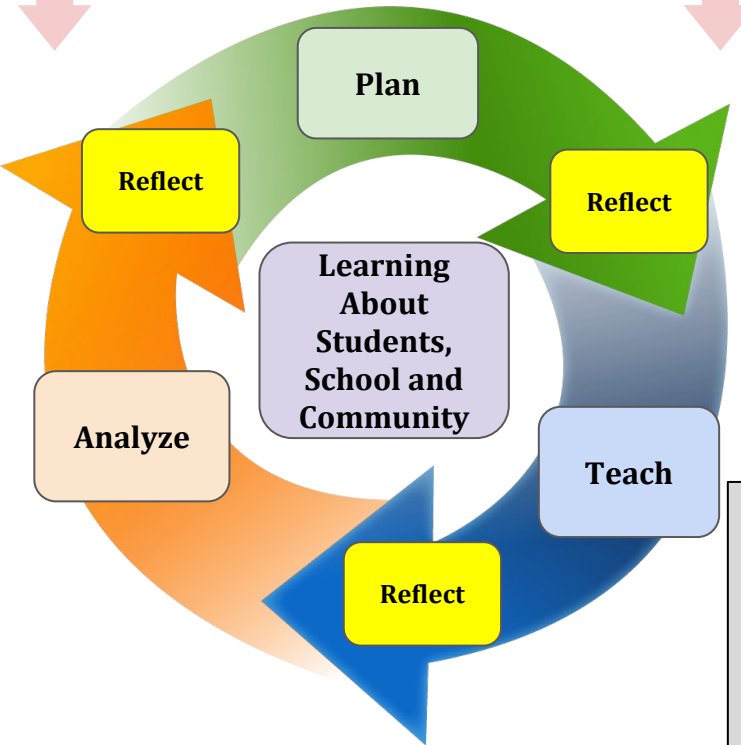 Plan
Reflect
Reflect
Learning
About
Students,
School and
Community
Analyze
Teach
Reflect